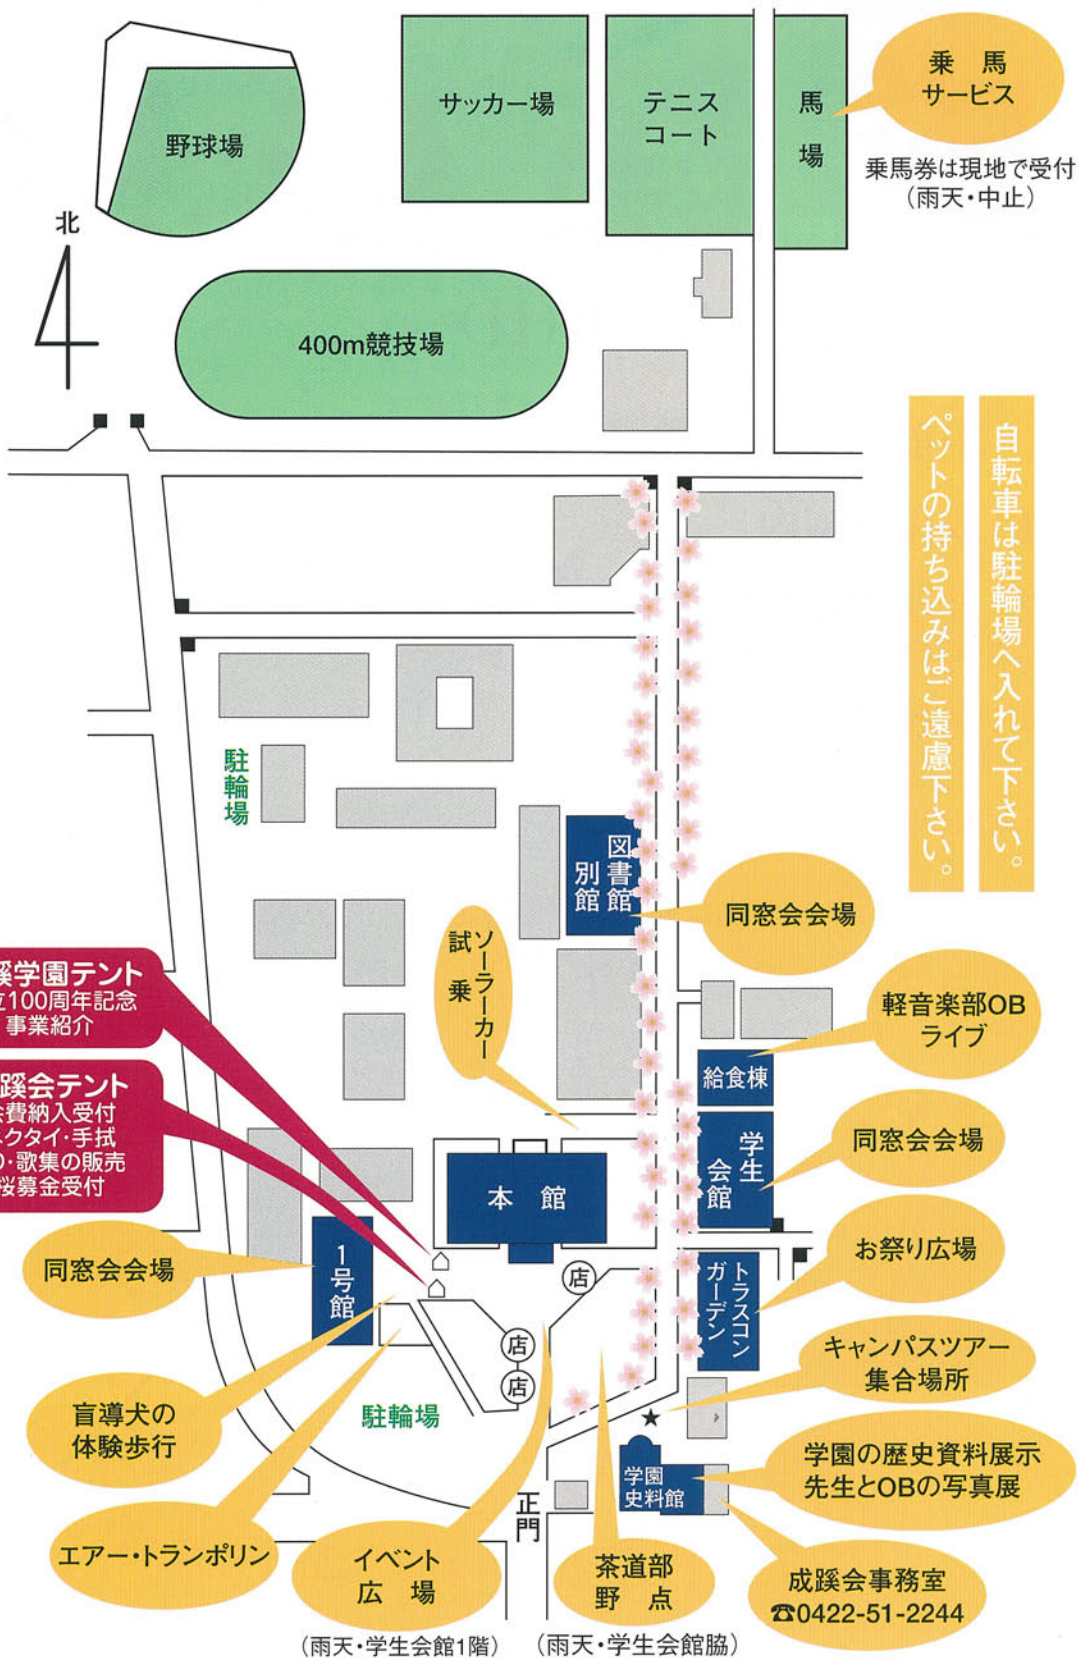 乗 馬
サービス
乗馬券は現地で受付
（雨天・中止）
野球場
サッカー場
テニス
コート
馬場
北
400m競技場
自転車は駐輪場へ入れて下さい。
ペットの持ち込みはご遠慮下さい。
駐輪場
図書館
別館
同窓会会場
ソーラーカー
試乗
蹊学園テント
立100周年記念
事業紹介
軽音楽部OB
ライブ
給食棟
蹊会テント
会費納入受付
ネクタイ・手拭
・歌集の販売
桜募金受付
学生
会館
同窓会会場
本 館
同窓会会場
1号館
店
トラスコン
ガーデン
お祭り広場
店
店
キャンパスツアー
集合場所
★
盲導犬の
体験歩行
駐輪場
学園
史料館
学園の歴史資料展示
先生とOBの写真展
正門
エアー・トランポリン
イベント
広 場
（雨天・学生会館1階）
茶道部
野 点
（雨天・学生会館脇）
成蹊会事務室
☎0422-51-2244